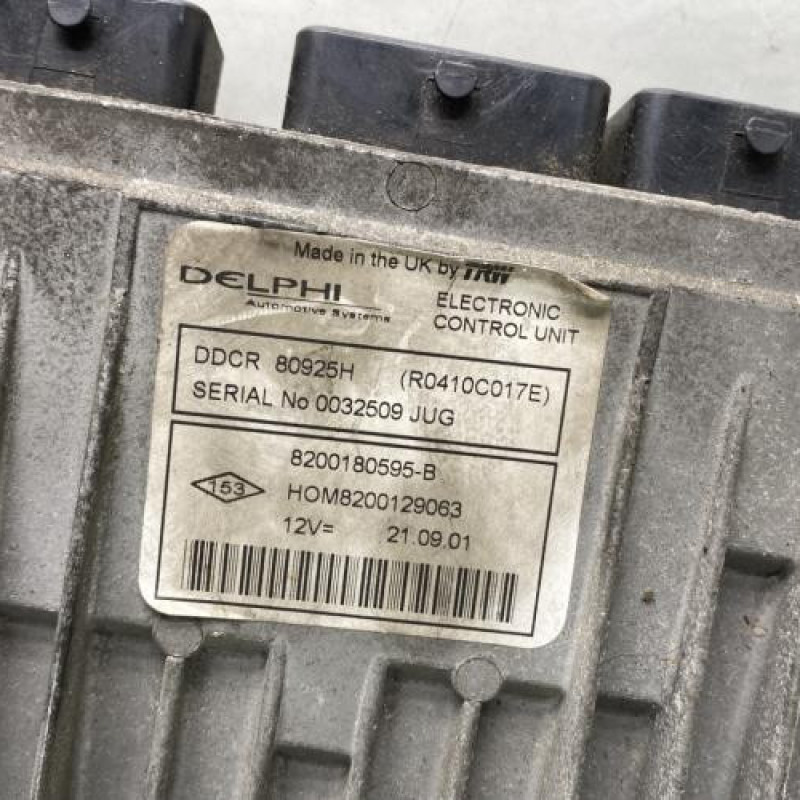 Made in the UK by TRW
DELPHI
Automotive Systems
ELECTRONIC
CONTROL UNIT
DDCR 80925H (R0410C017E)
SERIAL No 0032509 JUG
8200180595-B
153
HOM8200129063
12V= 21.09.01